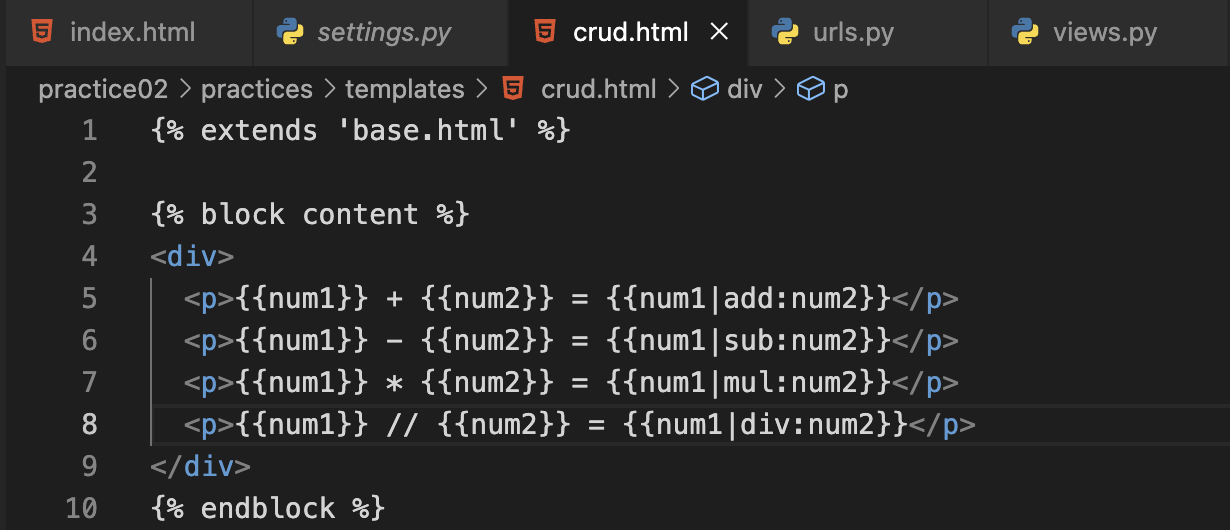 index.html settings.py crud.html × urls.py views.py
practice02 > practices > templates > crud.html > div > p
1 {% extends 'base.html' %}
2
3 {% block content %}
4 <div>
5 <p>{{num1}} + {{num2}} = {{num1|add:num2}}</p>
6 <p>{{num1}} - {{num2}} = {{num1|sub:num2}}</p>
7 <p>{{num1}} * {{num2}} = {{num1|mul:num2}}</p>
8 <p>{{num1}} // {{num2}} = {{num1|div:num2}}</p>
9 </div>
10 {% endblock %}